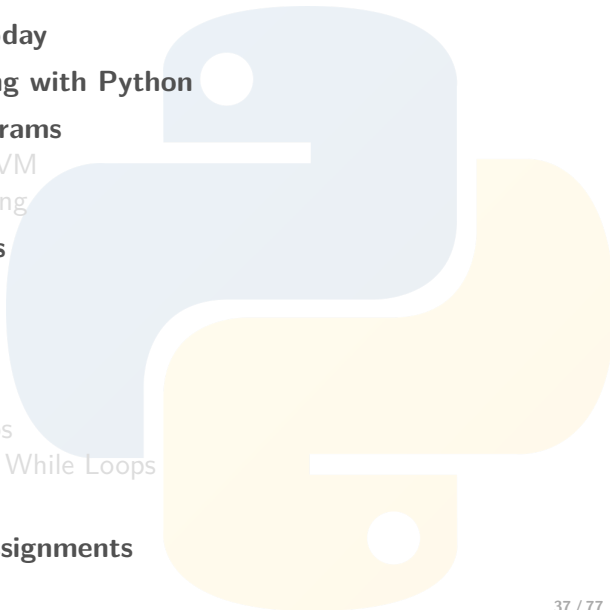 day
g with Python
rams
VM
ng
s
s
While Loops
signments
37 / 77